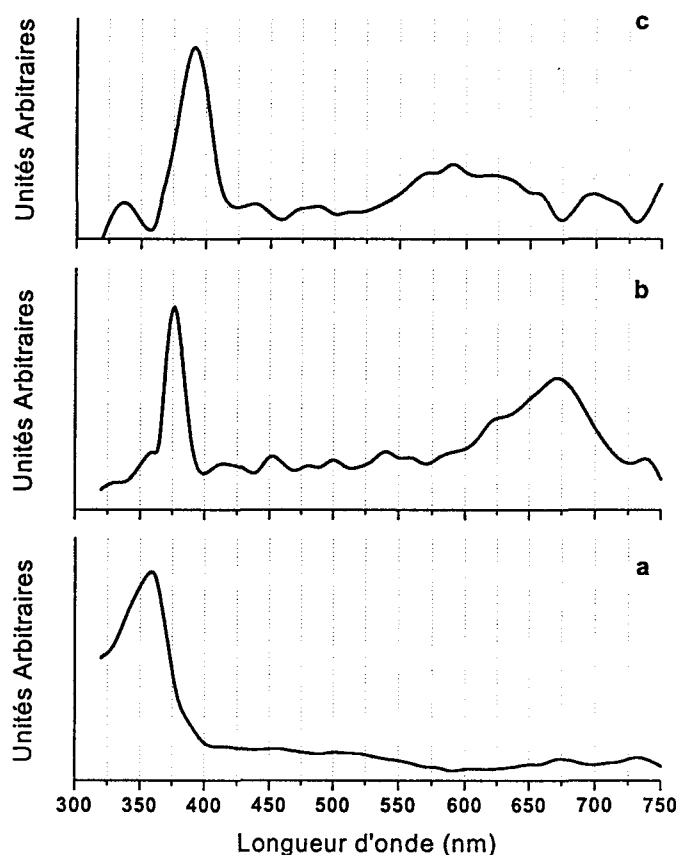 c
Unités Arbitraires
b
Unités Arbitraires
a
Unités Arbitraires
300 350 400 450 500 550 600 650 700 750
Longueur d'onde (nm)